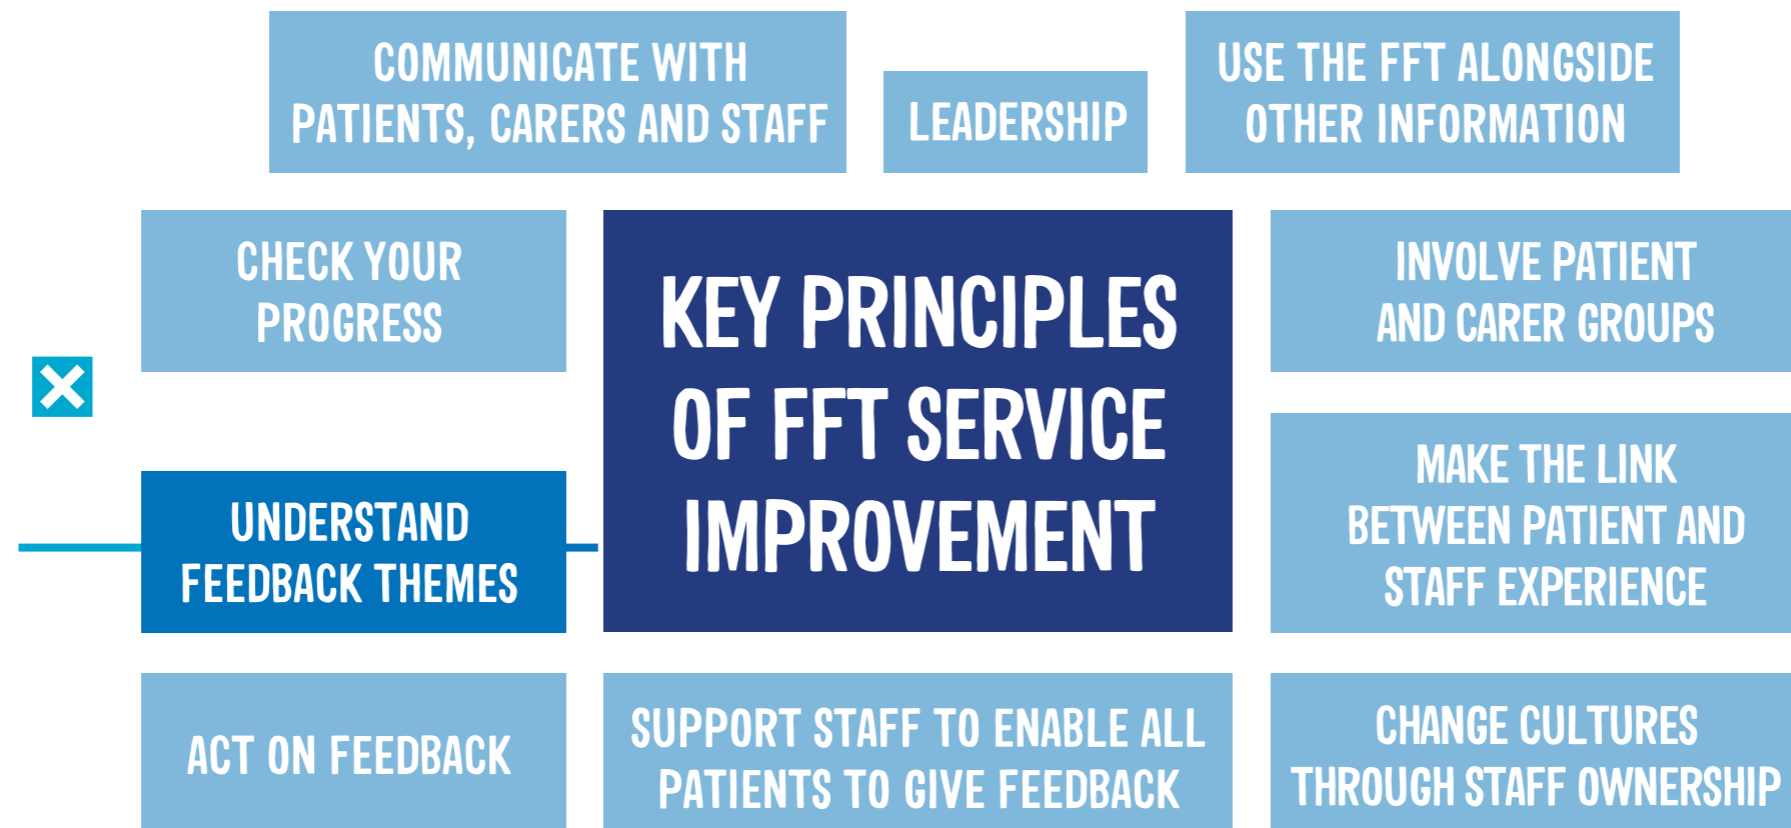 COMMUNICATE WITH
PATIENTS, CARERS AND STAFF
LEADERSHIP
USE THE FFT ALONGSIDE
OTHER INFORMATION
CHECK YOUR
PROGRESS
KEY PRINCIPLES
OF FFT SERVICE
IMPROVEMENT
INVOLVE PATIENT
AND CARER GROUPS
UNDERSTAND
FEEDBACK THEMES
MAKE THE LINK
BETWEEN PATIENT AND
STAFF EXPERIENCE
ACT ON FEEDBACK
SUPPORT STAFF TO ENABLE ALL
PATIENTS TO GIVE FEEDBACK
CHANGE CULTURES
THROUGH STAFF OWNERSHIP